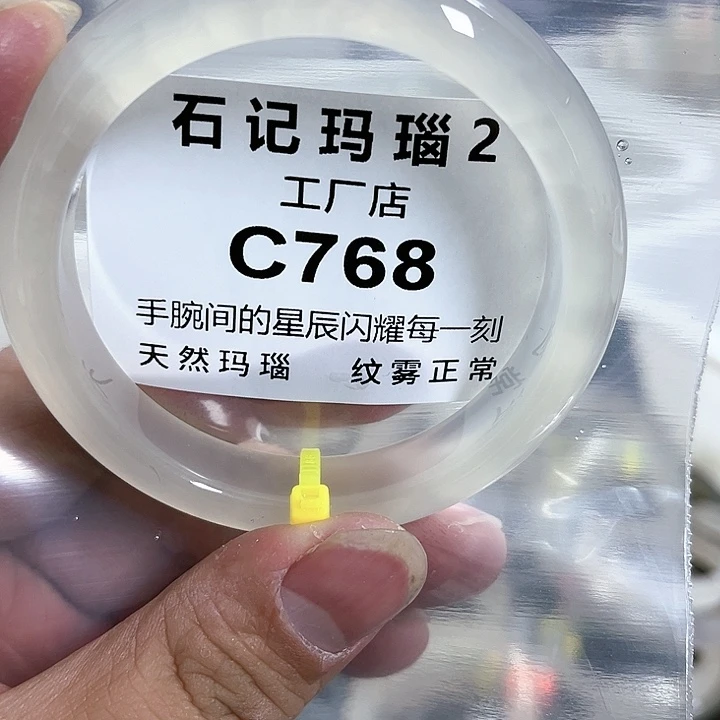 石记玛瑙2
工厂店
C768
手腕间的星辰闪耀每一刻
天然玛瑙 纹雾正常